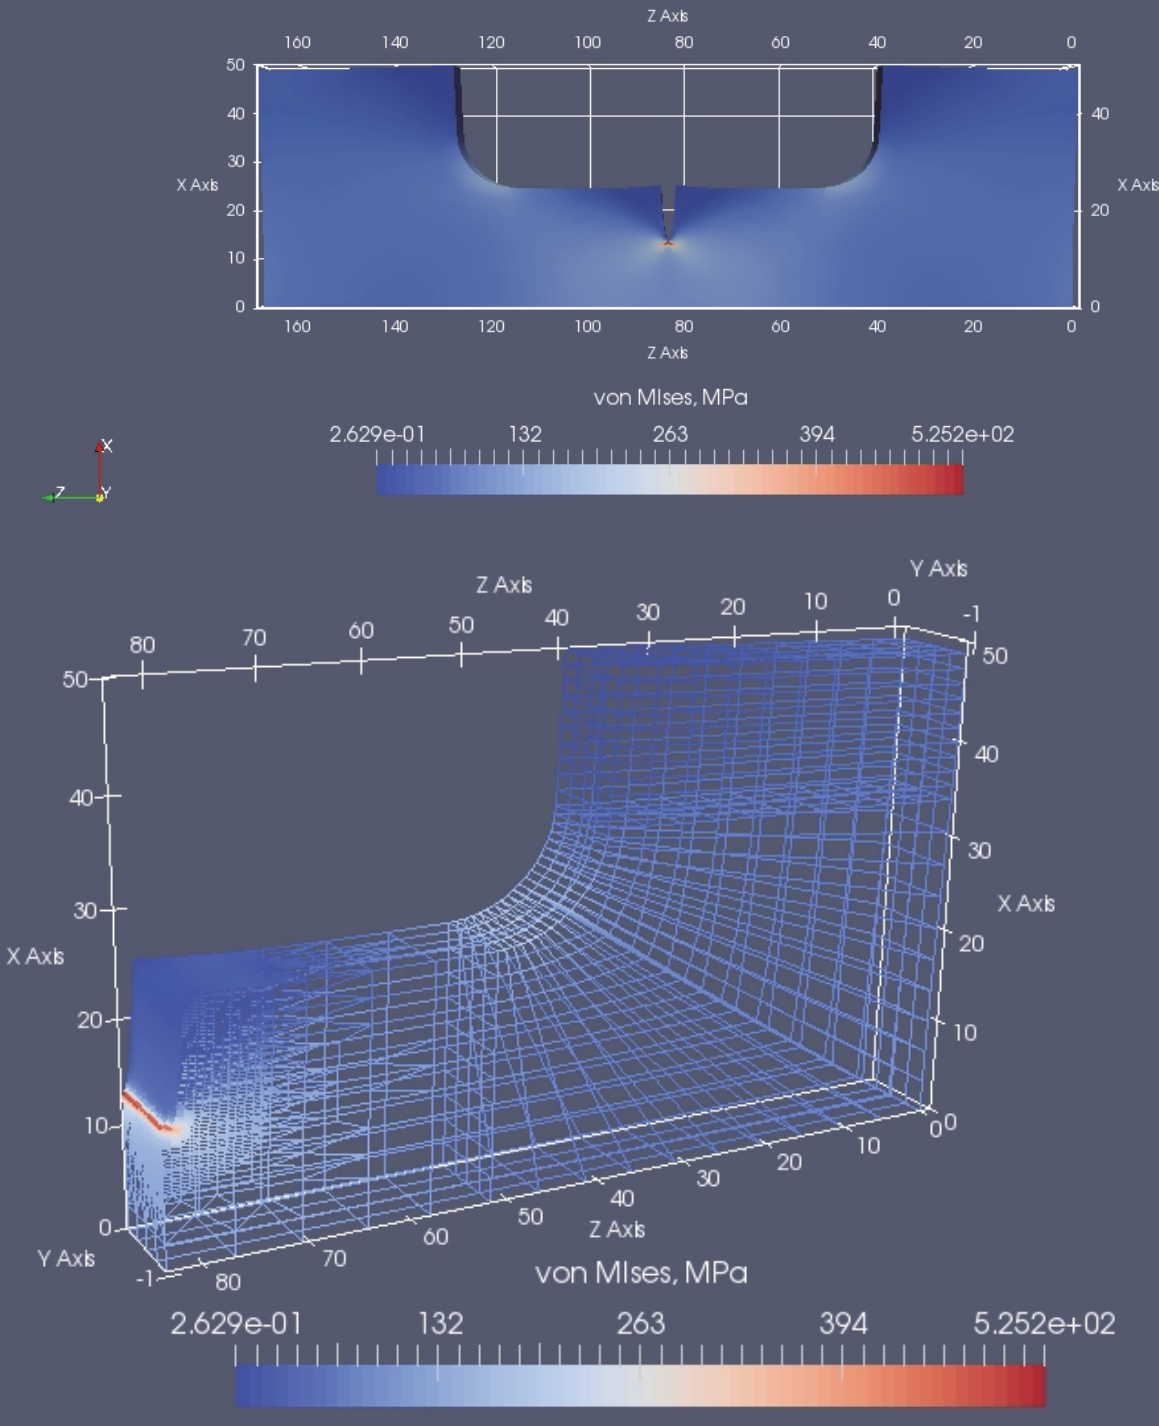 Z Axis
160 140 120 100 80 60 40 20 0
50
40 40
30
X Axis X Axis
20 20
10
0 0
160 140 120 100 80 60 40 20 0
Z Axis
von MIses, MPa
2.629e-01 132 263 394 5.252e+02
X
Z Y
Y Axis
Z Axis
80 70 60 50 40 30 20 10 0 -1
50 50
40 40
30 30
X Axis X Axis
20 20
10 10
0 0 0
10
20
30
40
50 Z Axis
60
Y Axis 70
-1 80
von MIses, MPa
2.629e-01 132 263 394 5.252e+02